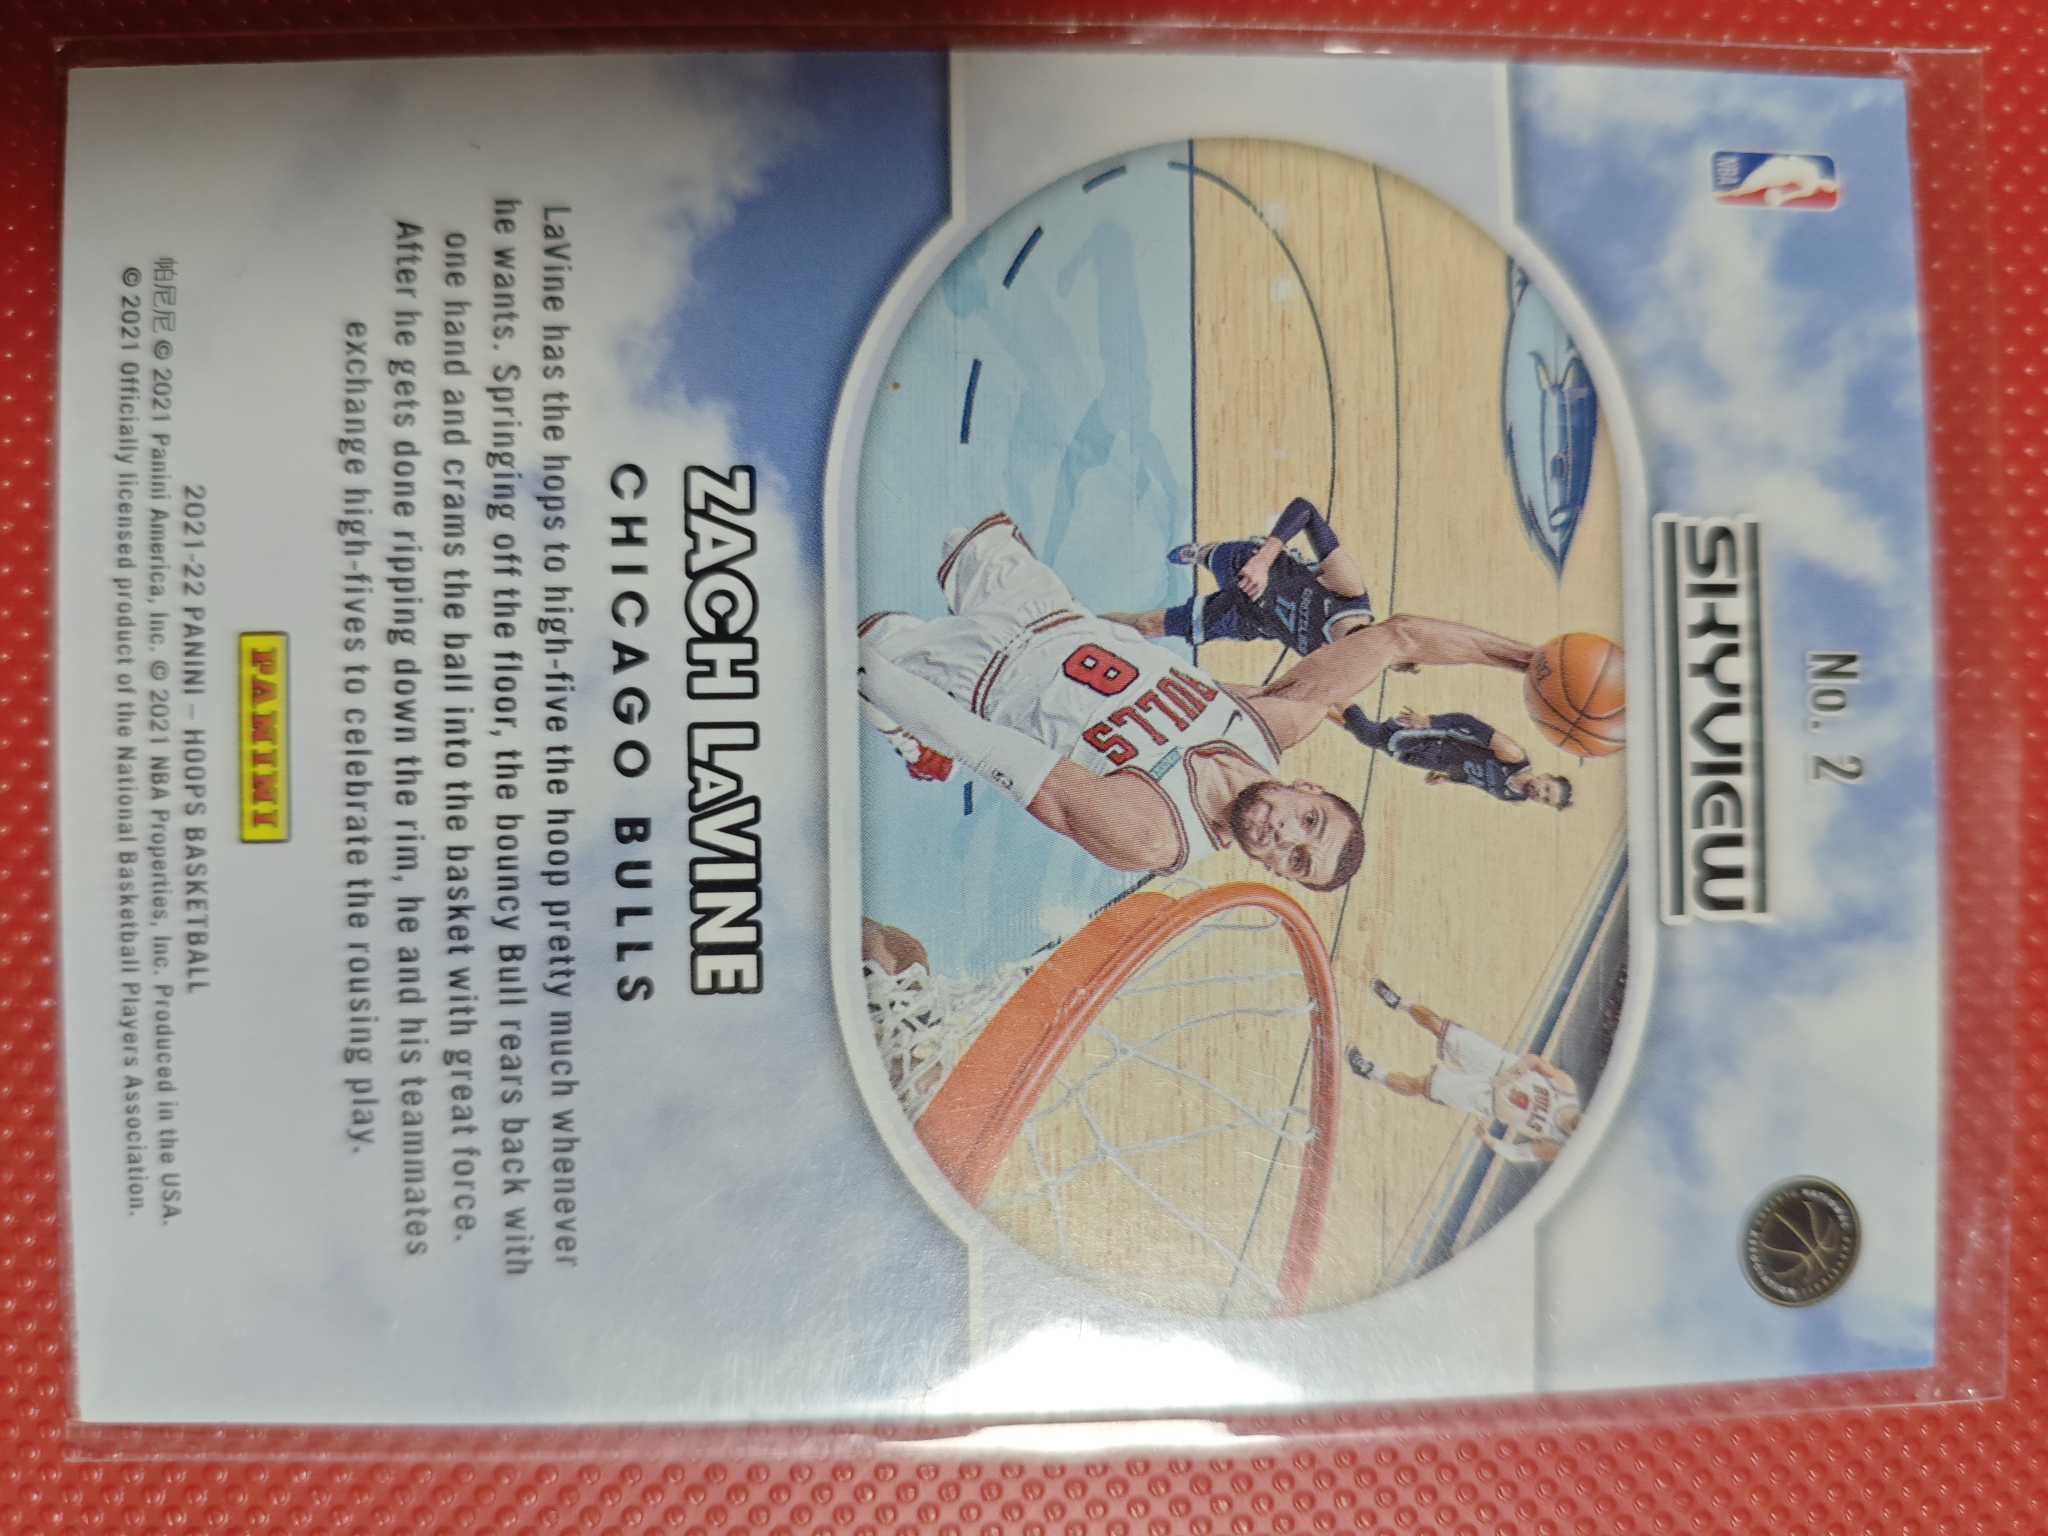 No. 2
NBA
SKYVIEW
BULLS
8
17
BULLS
ZACH LAVINE
CHICAGO BULLS
LaVine has the hops to high-five the hoop pretty much whenever
he wants. Springing off the floor, the bouncy Bull rears back with
one hand and crams the ball into the basket with great force.
After he gets done ripping down the rim, he and his teammates
exchange high-fives to celebrate the rousing play.
PANINI
2021-22 PANINI – HOOPS BASKETBALL
帕尼尼 © 2021 Panini America, Inc. © 2021 NBA Properties, Inc. Produced in the USA.
© 2021 Officially licensed product of the National Basketball Players Association.